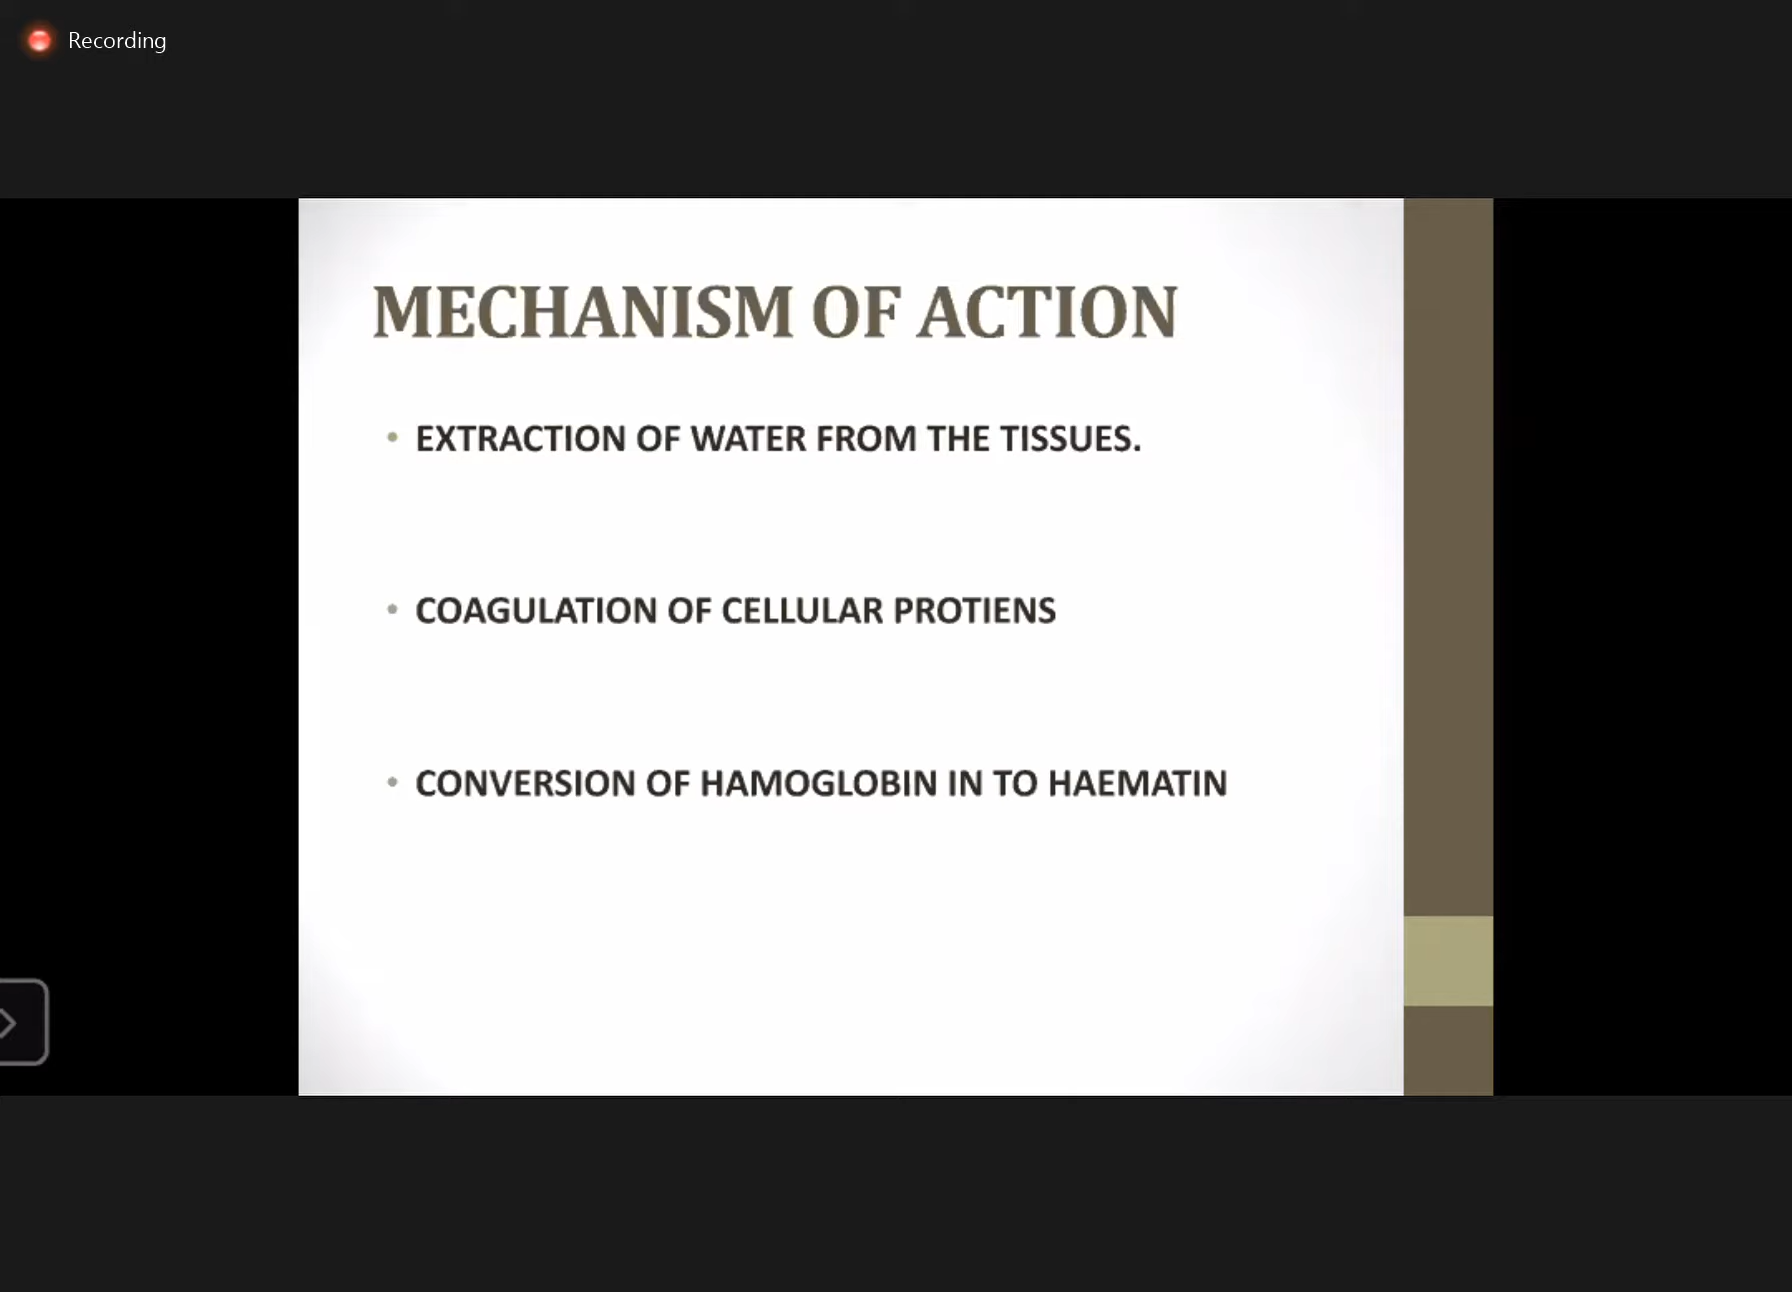 Recording
MECHANISM OF ACTION
• EXTRACTION OF WATER FROM THE TISSUES.
• COAGULATION OF CELLULAR PROTIENS
• CONVERSION OF HAMOGLOBIN IN TO HAEMATIN